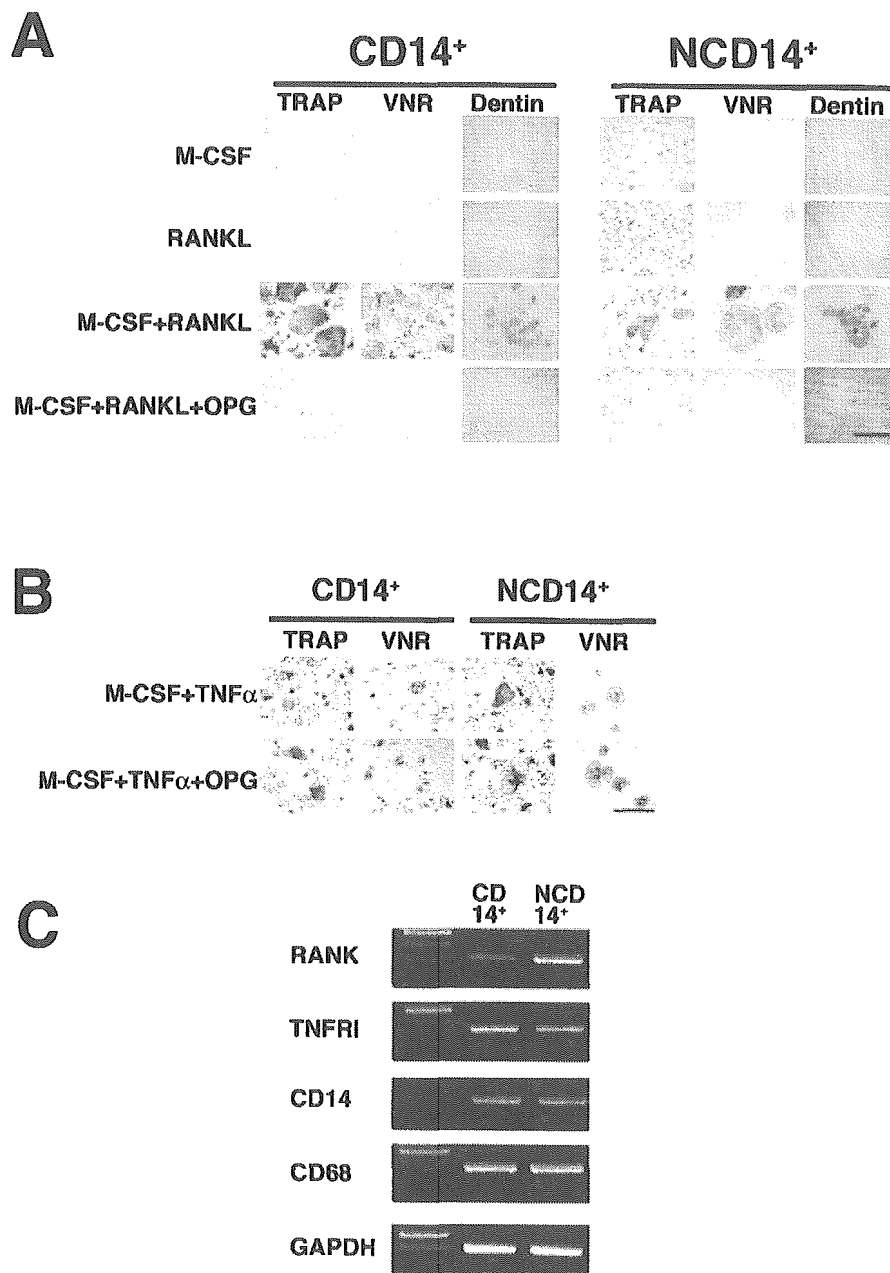 A
CD14⁺ NCD14⁺
TRAP VNR Dentin TRAP VNR Dentin
M-CSF
RANKL
M-CSF+RANKL
M-CSF+RANKL+OPG
B
CD14⁺ NCD14⁺
TRAP VNR TRAP VNR
M-CSF+TNFα
M-CSF+TNFα+OPG
C
CD NCD
14⁺ 14⁺
RANK
TNFRI
CD14
CD68
GAPDH